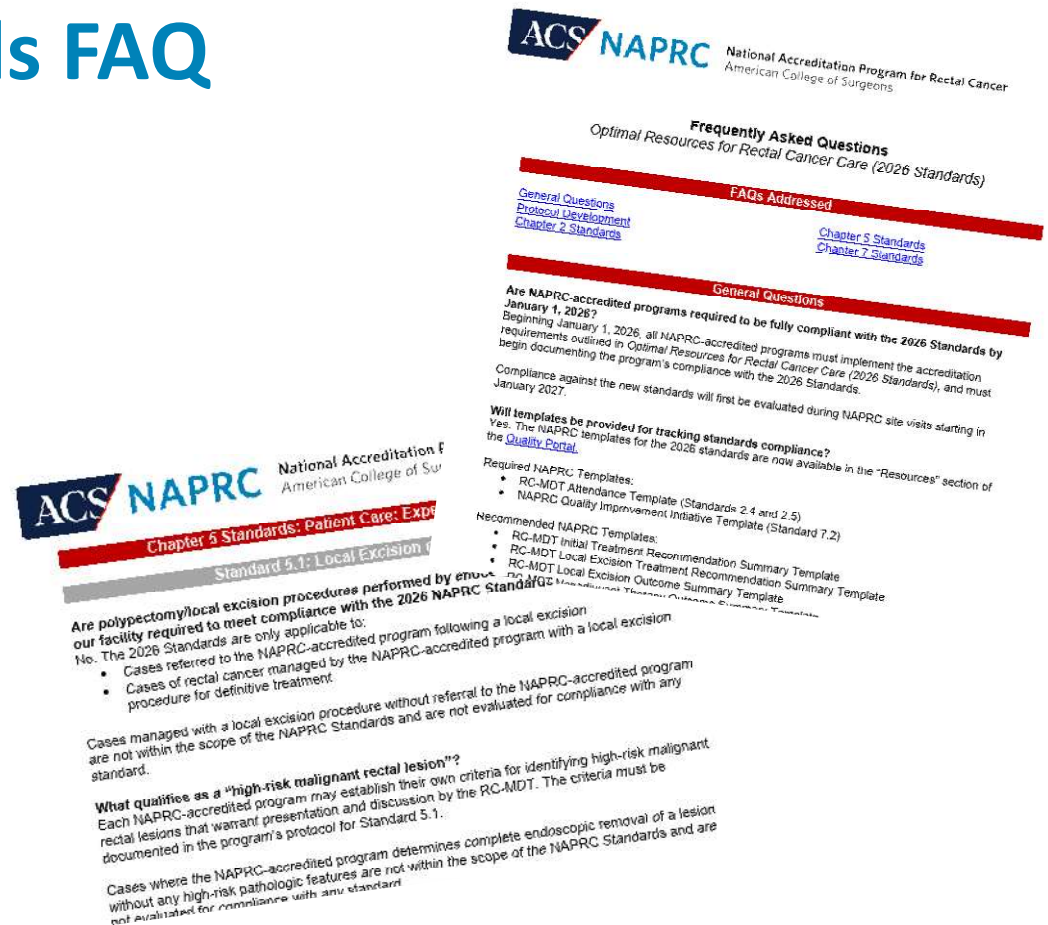 ls FAQ
ACS NAPRC National Accreditation Program for Rectal Cancer
American College of Surgeons
Frequently Asked Questions
Optimal Resources for Rectal Cancer Care (2026 Standards)
FAQs Addressed
General Questions
Protocol Development
Chapter 2 Standards
Chapter 5 Standards
Chapter 7 Standards
General Questions
Are NAPRC-accredited programs required to be fully compliant with the 2026 Standards by
January 1, 2026?
Beginning January 1, 2026, all NAPRC-accredited programs must implement the accreditation
requirements outlined in Optimal Resources for Rectal Cancer Care (2026 Standards), and must
begin documenting the program's compliance with the 2026 Standards.
Compliance against the new standards will first be evaluated during NAPRC site visits starting in
January 2027.
Will templates be provided for tracking standards compliance?
Yes. The NAPRC templates for the 2026 standards are now available in the "Resources" section of
the Quality Portal.
Required NAPRC Templates:
• RC-MDT Attendance Template (Standards 2.4 and 2.5)
• NAPRC Quality Improvement Initiative Template (Standard 7.2)
Recommended NAPRC Templates:
• RC-MDT Initial Treatment Recommendation Summary Template
• RC-MDT Local Excision Treatment Recommendation Summary Template
• RC-MDT Local Excision Outcome Summary Template
• RC-MDT Neoadjuvant Therapy Outcome Summary Template
ACS NAPRC National Accreditation
American College of Su
Chapter 5 Standards: Patient Care: Expe
Standard 5.1: Local Excision
Are polypectomy/local excision procedures performed by endo
our facility required to meet compliance with the 2026 NAPRC Standard
No. The 2026 Standards are only applicable to:
• Cases referred to the NAPRC-accredited program following a local excision
• Cases of rectal cancer managed by the NAPRC-accredited program with a local excision
procedure for definitive treatment
Cases managed with a local excision procedure without referral to the NAPRC-accredited program
are not within the scope of the NAPRC Standards and are not evaluated for compliance with any
standard.
What qualifies as a "high-risk malignant rectal lesion"?
Each NAPRC-accredited program may establish their own criteria for identifying high-risk malignant
rectal lesions that warrant presentation and discussion by the RC-MDT. The criteria must be
documented in the program's protocol for Standard 5.1.
Cases where the NAPRC-accredited program determines complete endoscopic removal of a lesion
without any high-risk pathologic features are not within the scope of the NAPRC Standards and are
not evaluated for compliance with any standard